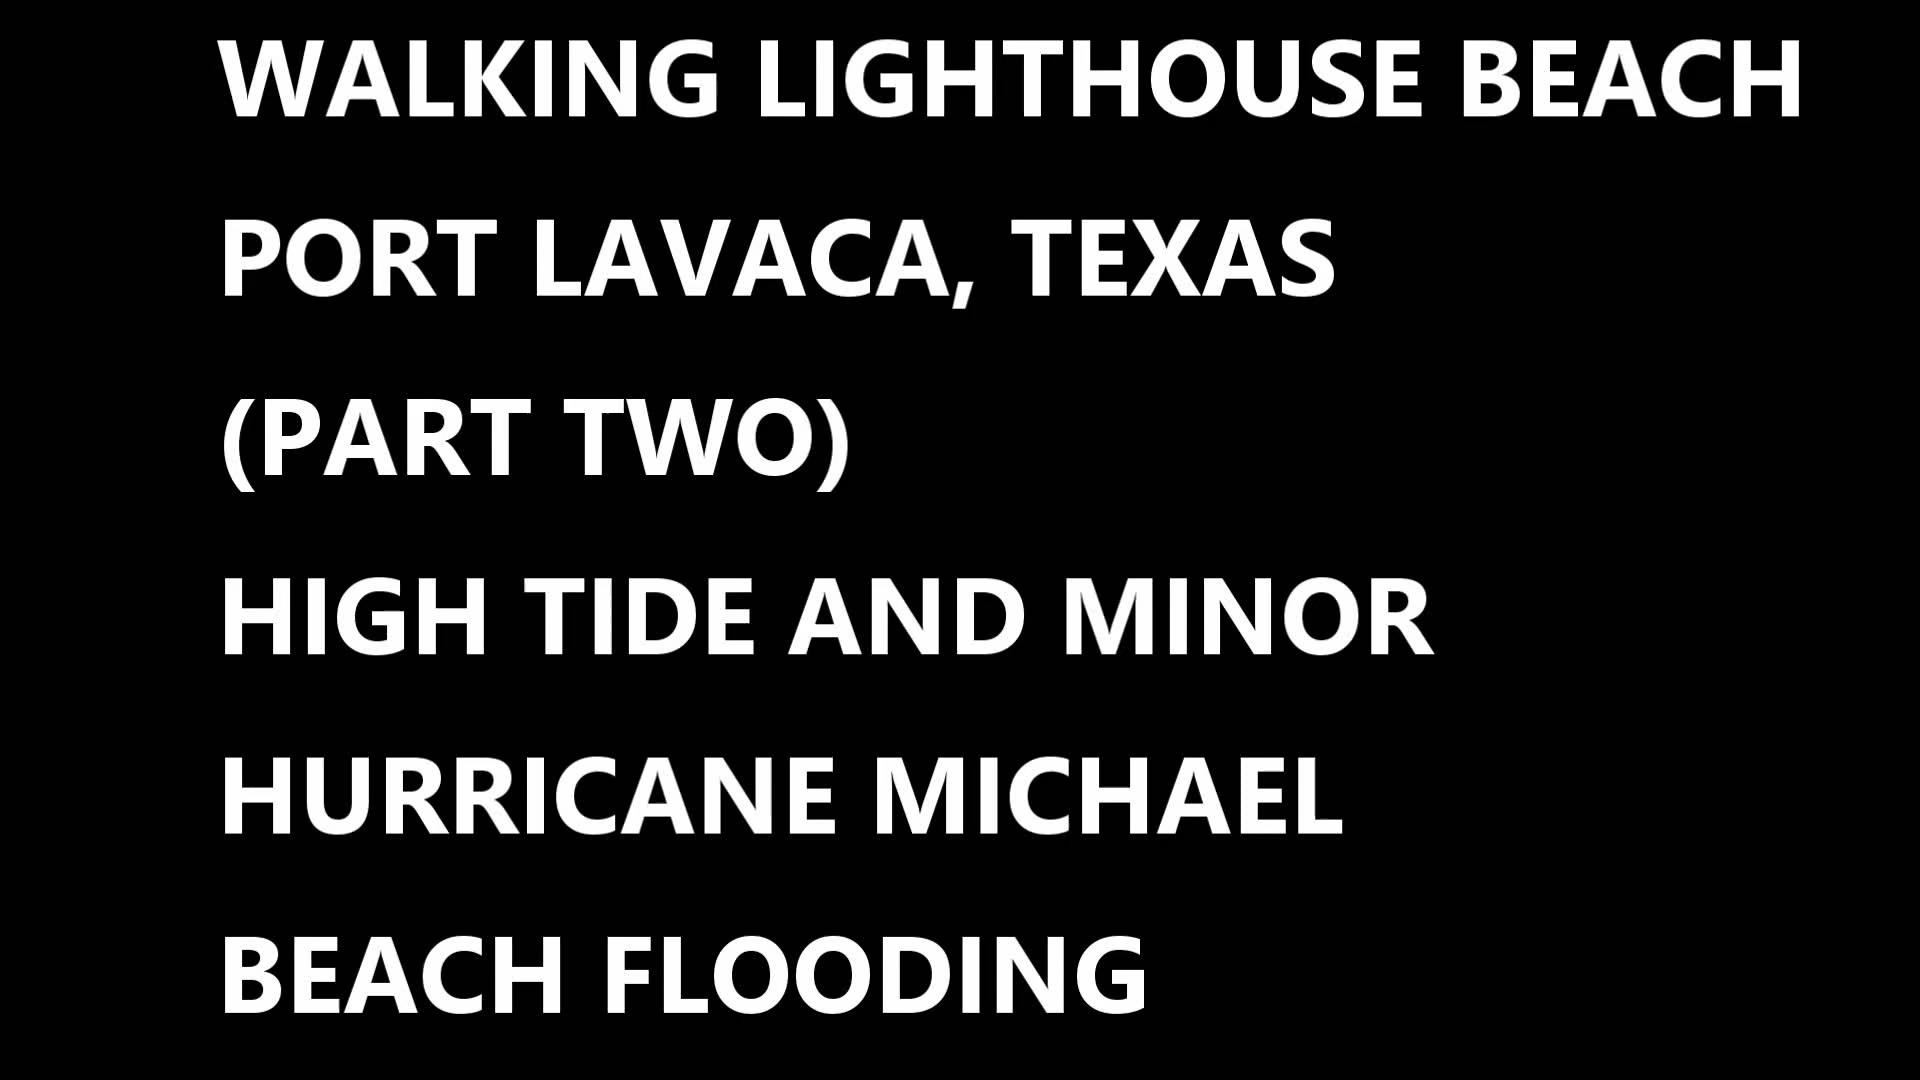 WALKING LIGHTHOUSE BEACH
PORT LAVACA, TEXAS
(PART TWO)
HIGH TIDE AND MINOR
HURRICANE MICHAEL
BEACH FLOODING